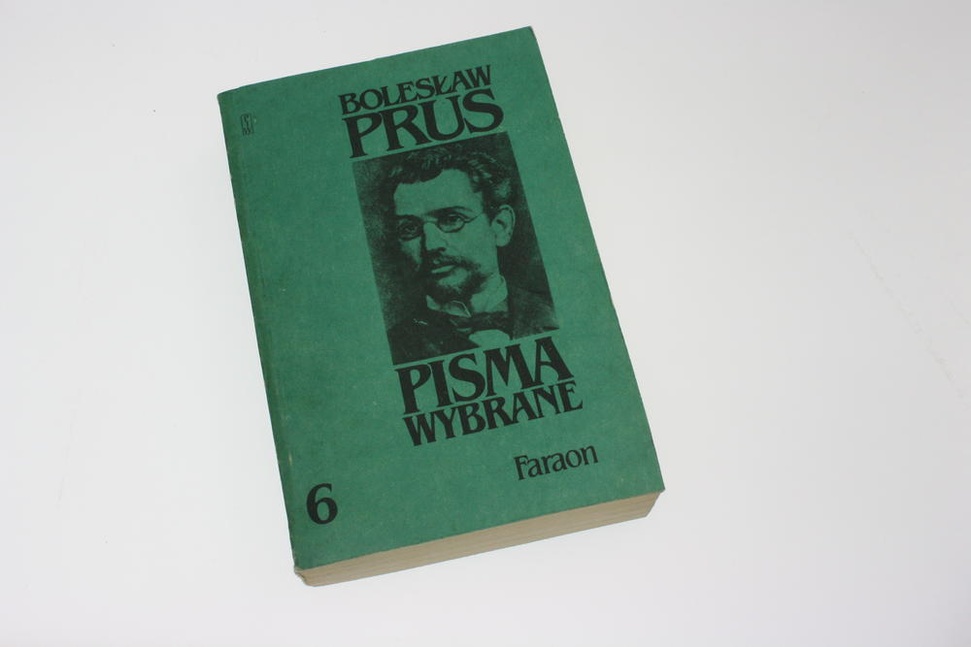 BOLESŁAW
PRUS
PISMA
WYBRANE
Faraon
6